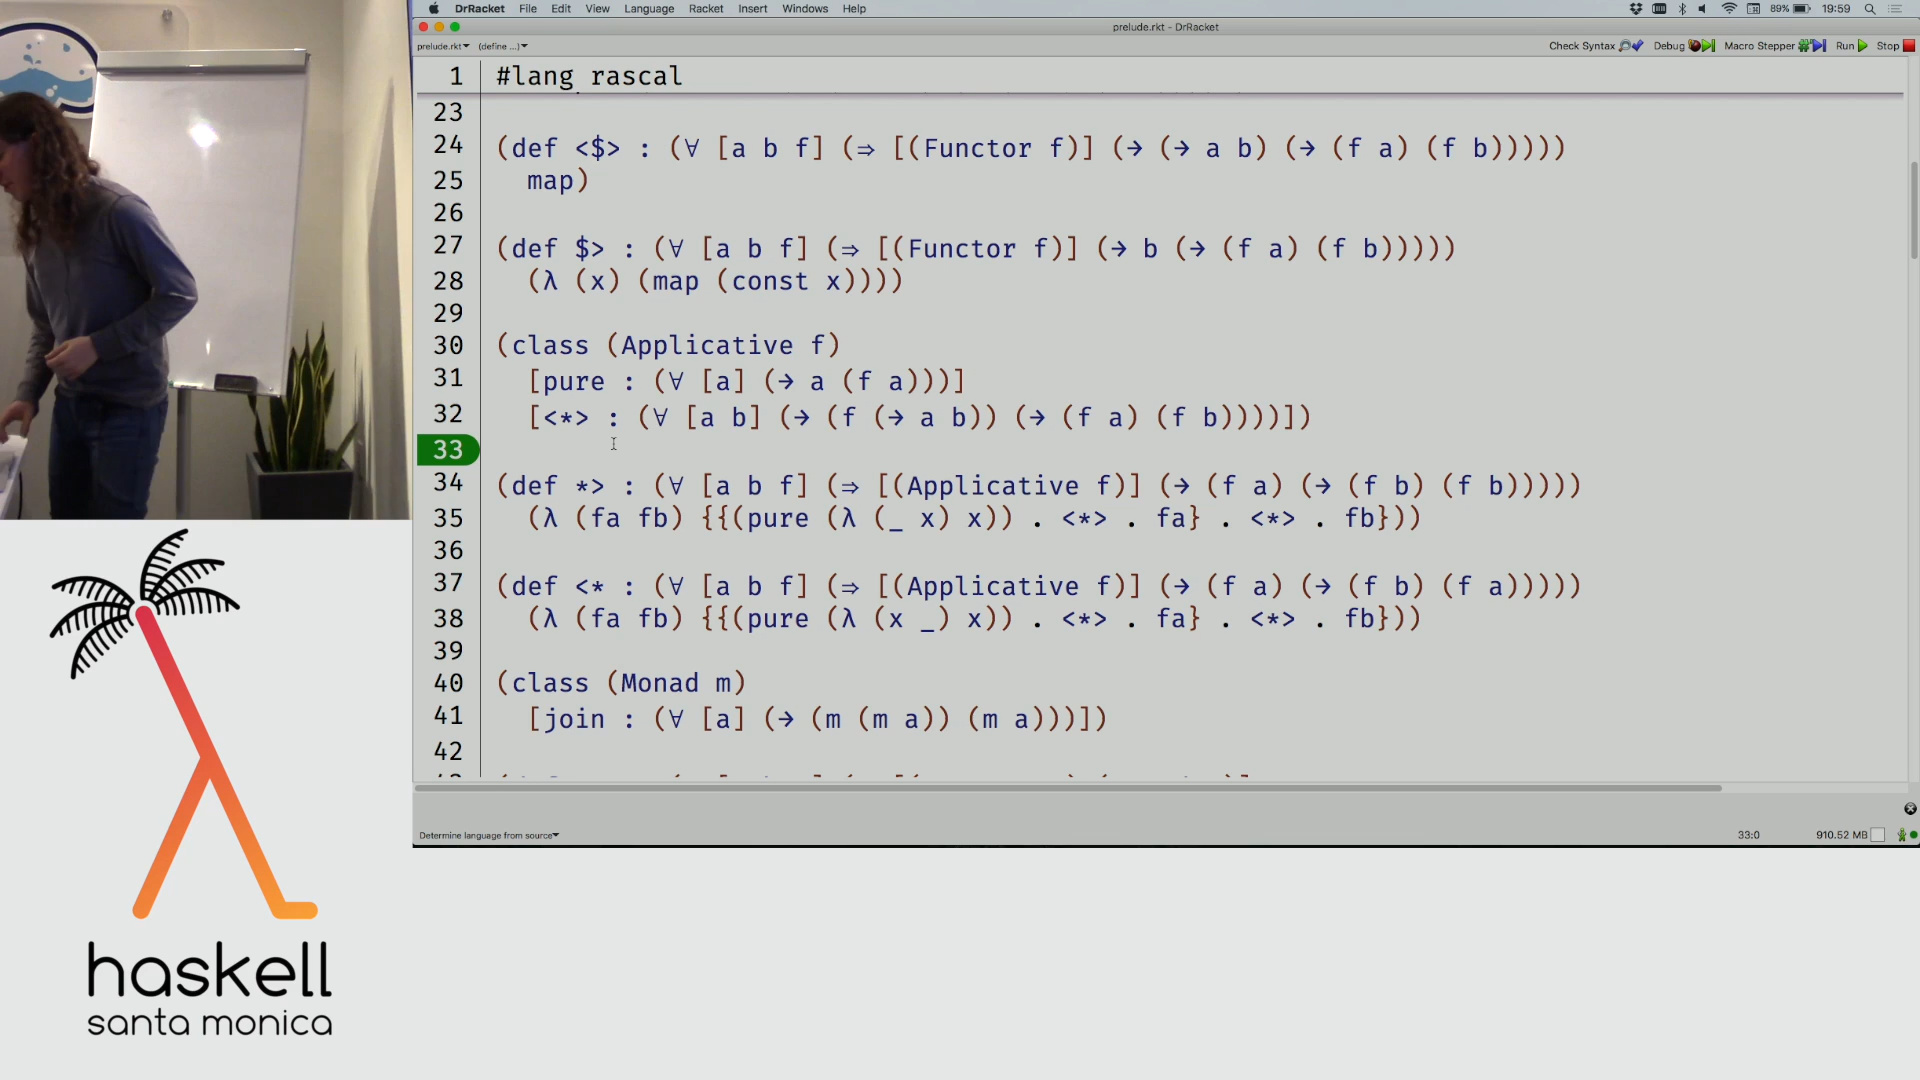 DrRacket File Edit View Language Racket Insert Windows Help 89% 19:59
prelude.rkt - DrRacket
prelude.rkt▾ (define ...)▾ Check Syntax Debug Macro Stepper Run Stop
1 #lang rascal
23
24 (def <$> : (∀ [a b f] (⇒ [(Functor f)] (→ (→ a b) (→ (f a) (f b)))))
25 map)
26
27 (def $> : (∀ [a b f] (⇒ [(Functor f)] (→ b (→ (f a) (f b)))))
28 (λ (x) (map (const x))))
29
30 (class (Applicative f)
31 [pure : (∀ [a] (→ a (f a)))]
32 [<*> : (∀ [a b] (→ (f (→ a b)) (→ (f a) (f b))))])
33
34 (def *> : (∀ [a b f] (⇒ [(Applicative f)] (→ (f a) (→ (f b) (f b)))))
35 (λ (fa fb) {{(pure (λ (_ x) x)) . <*> . fa} . <*> . fb}))
36
37 (def <* : (∀ [a b f] (⇒ [(Applicative f)] (→ (f a) (→ (f b) (f a)))))
38 (λ (fa fb) {{(pure (λ (x _) x)) . <*> . fa} . <*> . fb}))
39
40 (class (Monad m)
41 [join : (∀ [a] (→ (m (m a)) (m a)))])
42
Determine language from source▾ 33:0 910.52 MB
haskell
santa monica